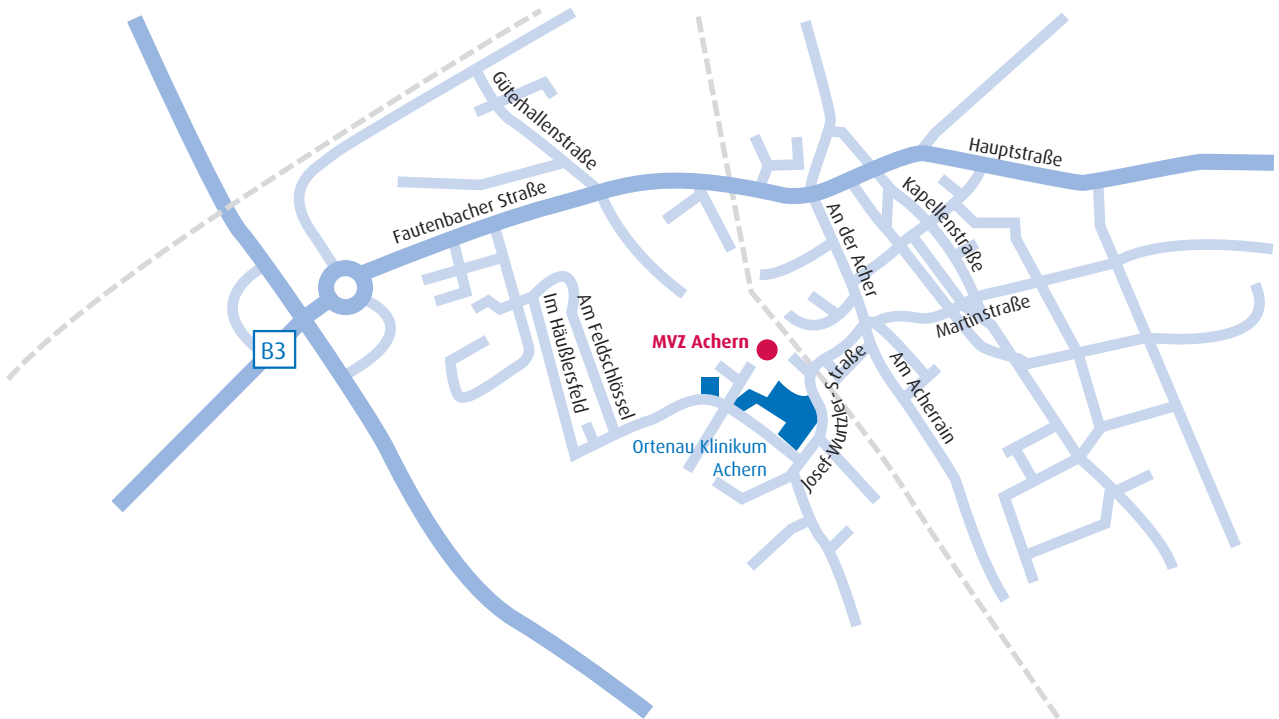 Güterhallenstraße
Hauptstraße
Fautenbacher Straße
Kapellenstraße
An der Acher
Im Häußlersfeld
Am Feldschlössel
Martinstraße
B3
MVZ Achern
Am Acherrain
Josef-Wurtzler-Straße
Ortenau Klinikum
Achern